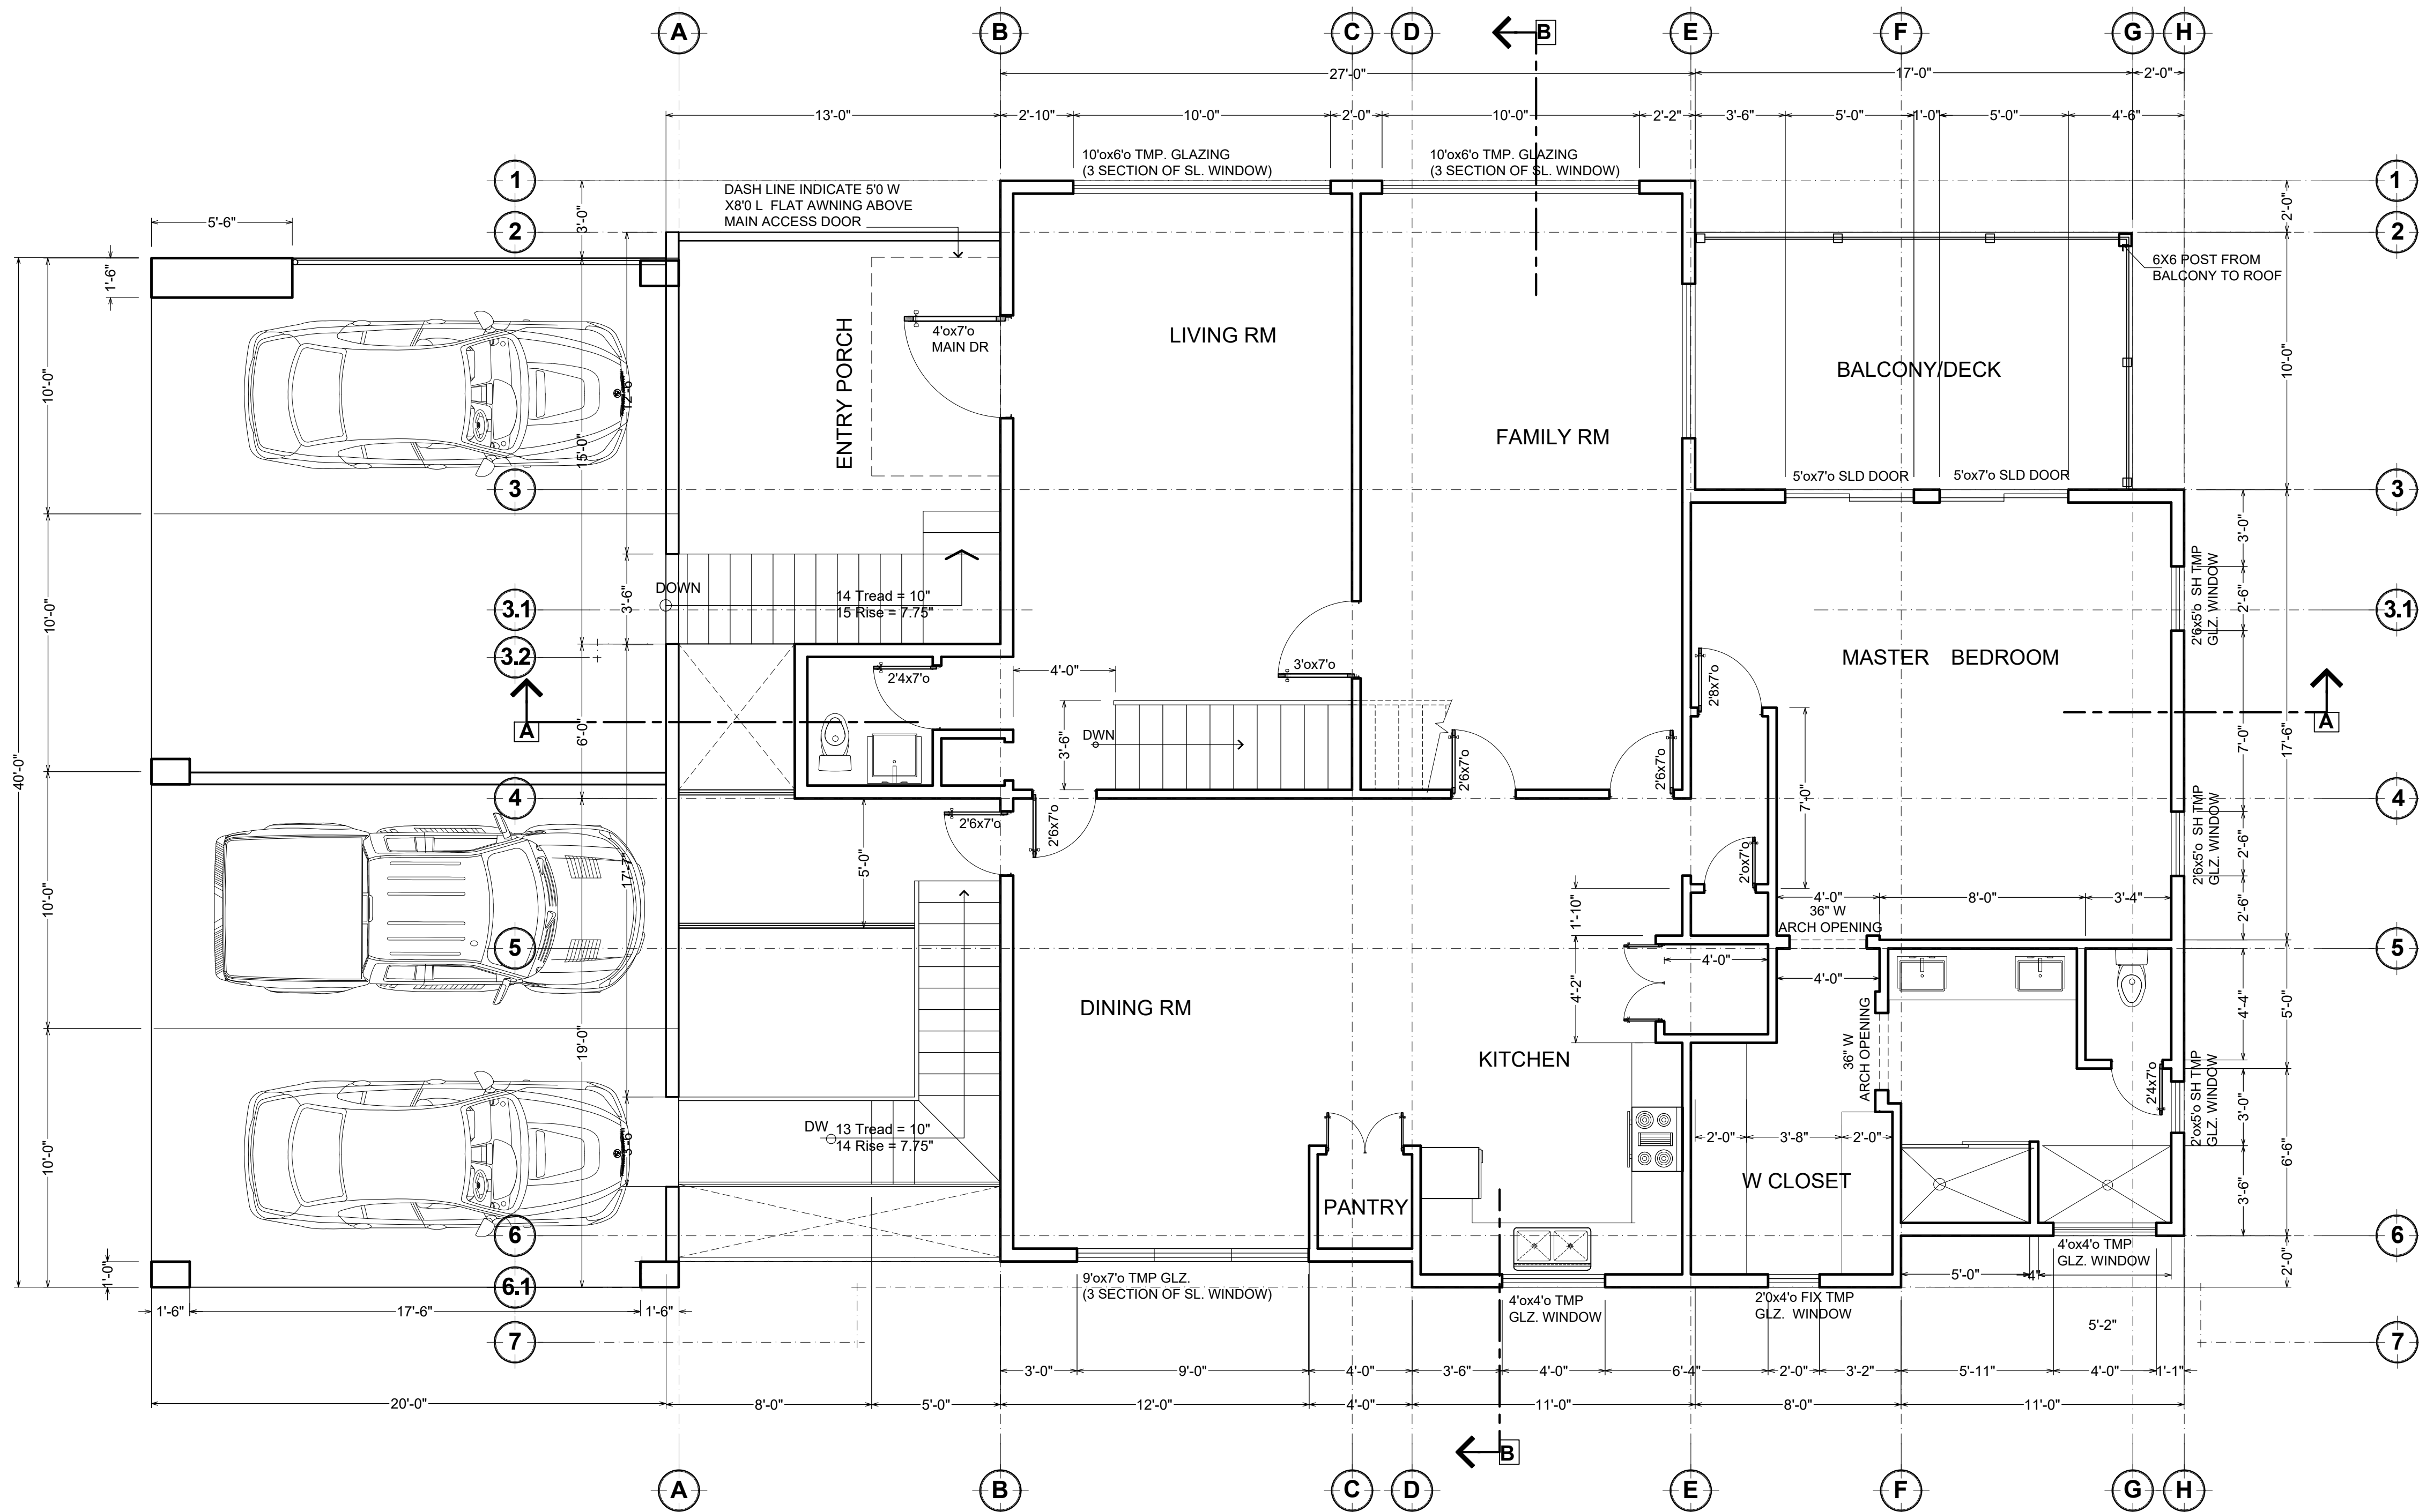 A
B
C
D
B
E
F
G
H
27'-0"
17'-0"
2'-0"
13'-0"
2'-10"
10'-0"
2'-0"
10'-0"
2'-2"
3'-6"
5'-0"
1'-0"
5'-0"
4'-6"
10'ox6'o TMP. GLAZING
(3 SECTION OF SL. WINDOW)
10'ox6'o TMP. GLAZING
(3 SECTION OF SL. WINDOW)
1
1
DASH LINE INDICATE 5'0 W
X8'0 L FLAT AWNING ABOVE
MAIN ACCESS DOOR
3'-0"
2'-0"
5'-6"
2
2
1'-6"
6X6 POST FROM
BALCONY TO ROOF
4'ox7'o
MAIN DR
LIVING RM
ENTRY PORCH
BALCONY/DECK
10'-0"
10'-0"
12'-6"
15'-0"
FAMILY RM
5'ox7'o SLD DOOR
5'ox7'o SLD DOOR
3
3
3'-0"
DOWN
14 Tread = 10"
15 Rise = 7.75"
3'-6"
3.1
3.1
10'-0"
2'6x5'o SH TMP
GLZ. WINDOW
2'-6"
3.2
MASTER BEDROOM
2'4x7'o
4'-0"
3'ox7'o
2'8x7'o
A
A
6'-0"
3'-6"
DWN
2'6x7'o
2'6x7'o
7'-0"
17'-6"
40'-0"
4
4
7'-0"
2'6x7'o
2'6x7'o
2'ox7'o
2'6x5'o SH TMP
GLZ. WINDOW
2'-6"
17'-7"
5'-0"
10'-0"
1'-10"
4'-0"
8'-0"
3'-4"
36" W
ARCH OPENING
2'-6"
5
5
4'-0"
4'-0"
4'-2"
DINING RM
4'-4"
5'-0"
19'-0"
KITCHEN
36" W
ARCH OPENING
2'4x7'o
2'ox5'o SH TMP
GLZ. WINDOW
3'-0"
DW
13 Tread = 10"
14 Rise = 7.75"
3'-6"
10'-0"
2'-0"
3'-8"
2'-0"
6'-6"
W CLOSET
PANTRY
3'-6"
6
6
4'ox4'o TMP
GLZ. WINDOW
1'-0"
5'-0"
4"
2'-0"
6.1
9'ox7'o TMP GLZ.
(3 SECTION OF SL. WINDOW)
4'ox4'o TMP
GLZ. WINDOW
2'0x4'o FIX TMP
GLZ. WINDOW
1'-6"
17'-6"
1'-6"
5'-2"
7
7
3'-0"
9'-0"
4'-0"
3'-6"
4'-0"
6'-4"
2'-0"
3'-2"
5'-11"
4'-0"
1'-1"
20'-0"
8'-0"
5'-0"
12'-0"
4'-0"
11'-0"
8'-0"
11'-0"
B
A
B
C
D
E
F
G
H